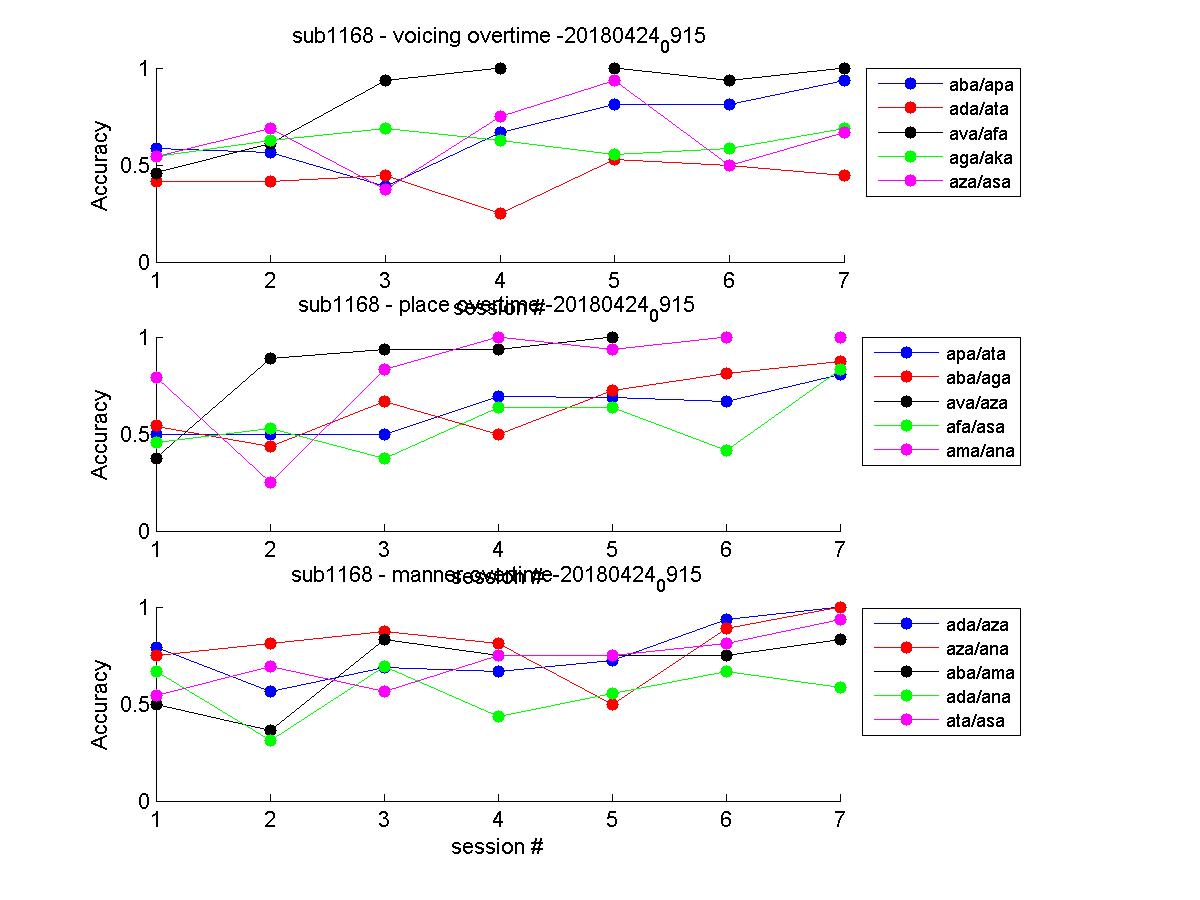 sub1168 - voicing overtime -20180424_0915
1
0.5
0
Accuracy
1 2 3 4 5 6 7
session #
aba/apa
ada/ata
ava/afa
aga/aka
aza/asa
sub1168 - place overtime -20180424_0915
1
0.5
0
Accuracy
1 2 3 4 5 6 7
session #
apa/ata
aba/aga
ava/aza
afa/asa
ama/ana
sub1168 - manner overtime -20180424_0915
1
0.5
0
Accuracy
1 2 3 4 5 6 7
session #
ada/aza
aza/ana
aba/ama
ada/ana
ata/asa